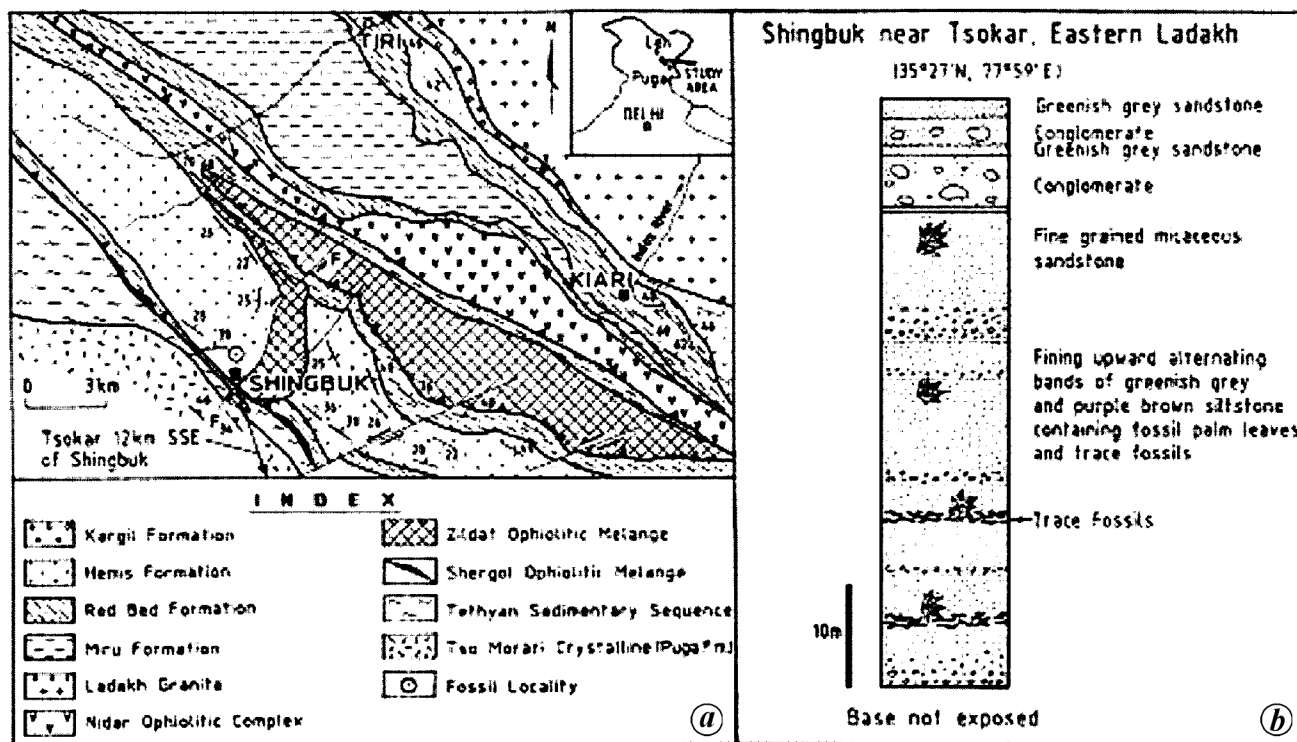 TIRI
N
Leh
STUDY
AREA
Puga
DELHI
KIARI
Indus River
F
SHINGBUK
0 3km
Tsokar 12km SSE
of Shingbuk
F
INDEX
Kargil Formation
Hemis Formation
Red Bed Formation
Miru Formation
Ladakh Granite
Nidar Ophiolitic Complex
Zildat Ophiolitic Melange
Shergol Ophiolitic Melange
Tethyan Sedimentary Sequence
Tso Morari Crystalline (Puga Fm)
Fossil Locality
a
Shingbuk near Tsokar, Eastern Ladakh
(35°27'N, 77°59'E)
Greenish grey sandstone
Conglomerate
Greenish grey sandstone
Conglomerate
Fine grained micaceous
sandstone
Fining upward alternating
bands of greenish grey
and purple brown siltstone
containing fossil palm leaves
and trace fossils
Trace Fossils
10m
Base not exposed
b